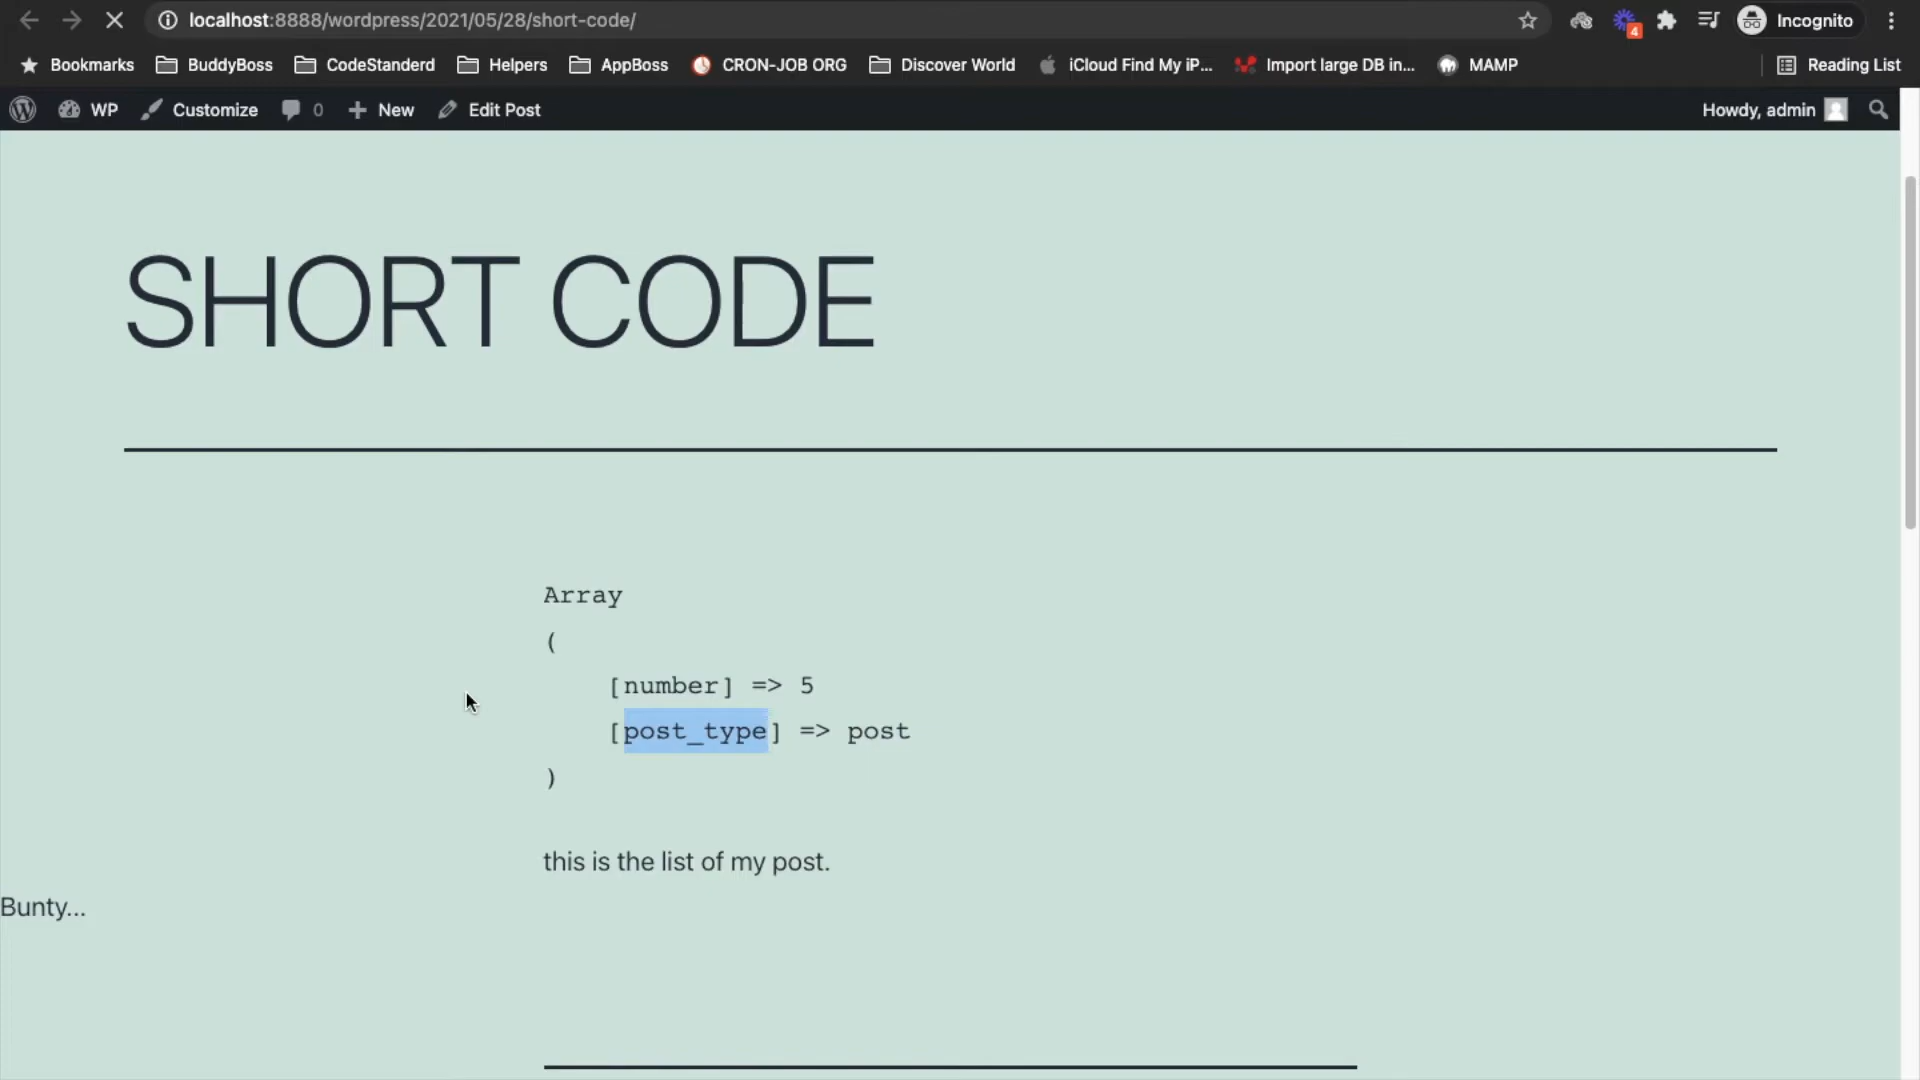 localhost:8888/wordpress/2021/05/28/short-code/
4
Incognito
Bookmarks BuddyBoss CodeStanderd Helpers AppBoss CRON-JOB ORG Discover World iCloud Find My iP... Import large DB in... MAMP Reading List
WP Customize 0 New Edit Post Howdy, admin
SHORT CODE
Array
(
[number] => 5
[post_type] => post
)
this is the list of my post.
Bunty...